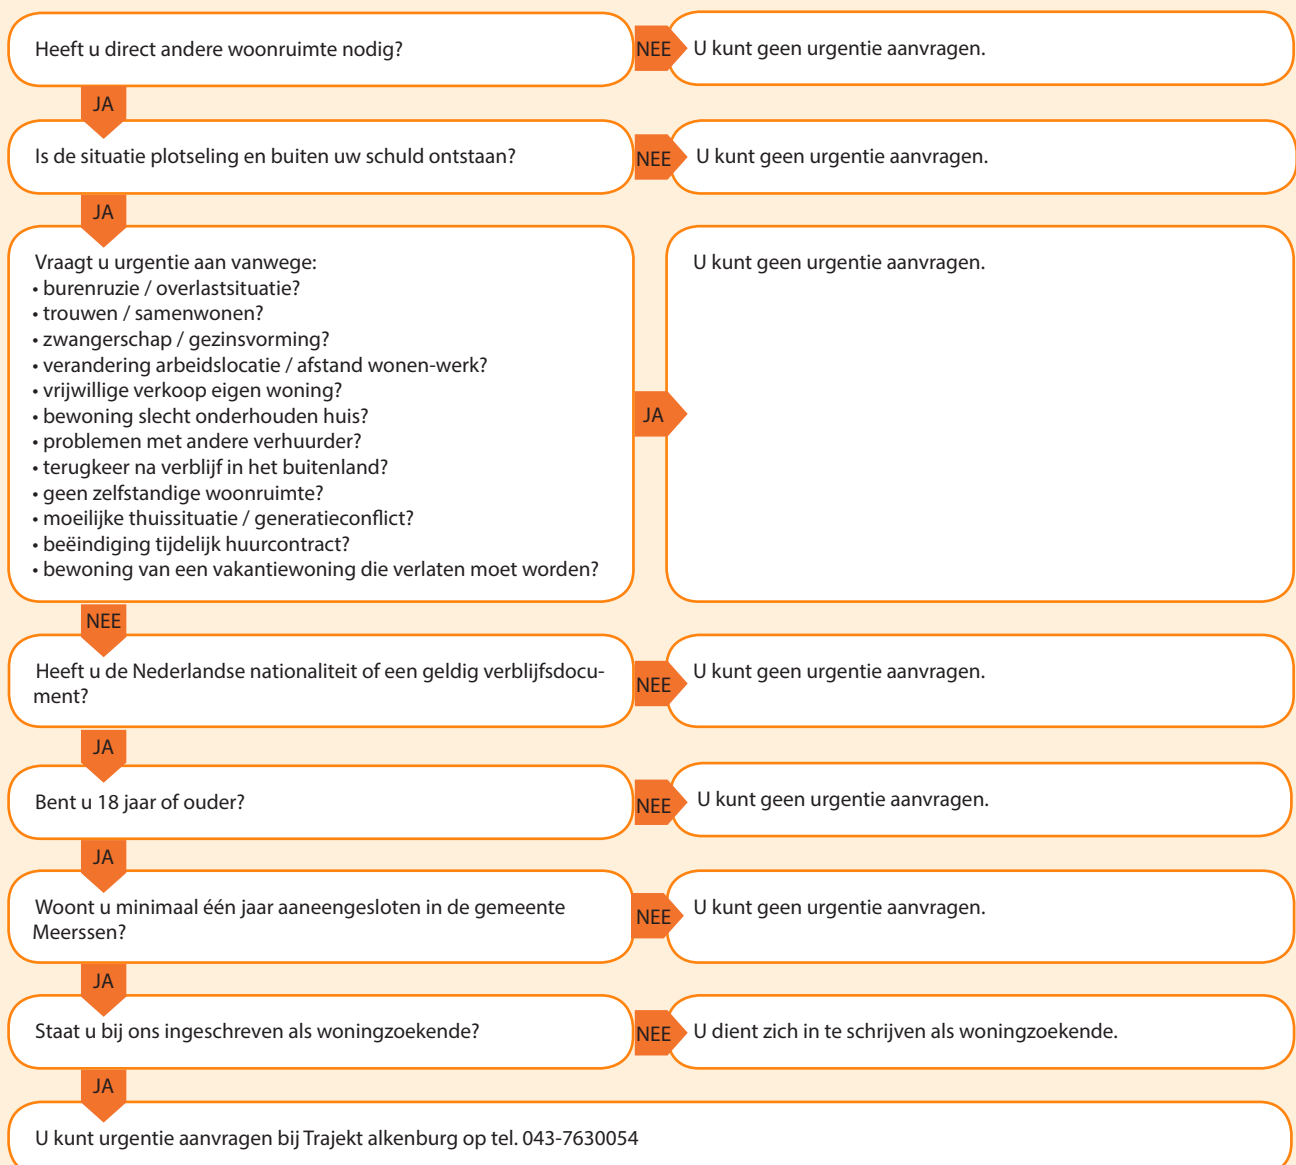 Heeft u direct andere woonruimte nodig?
NEE
U kunt geen urgentie aanvragen.
JA
Is de situatie plotseling en buiten uw schuld ontstaan?
NEE
U kunt geen urgentie aanvragen.
JA
Vraagt u urgentie aan vanwege:
• burenruzie / overlastsituatie?
• trouwen / samenwonen?
• zwangerschap / gezinsvorming?
• verandering arbeidslocatie / afstand wonen-werk?
• vrijwillige verkoop eigen woning?
• bewoning slecht onderhouden huis?
• problemen met andere verhuurder?
• terugkeer na verblijf in het buitenland?
• geen zelfstandige woonruimte?
• moeilijke thuissituatie / generatieconflict?
• beëindiging tijdelijk huurcontract?
• bewoning van een vakantiewoning die verlaten moet worden?
JA
U kunt geen urgentie aanvragen.
NEE
Heeft u de Nederlandse nationaliteit of een geldig verblijfsdocu-
ment?
NEE
U kunt geen urgentie aanvragen.
JA
Bent u 18 jaar of ouder?
NEE
U kunt geen urgentie aanvragen.
JA
Woont u minimaal één jaar aaneengesloten in de gemeente
Meerssen?
NEE
U kunt geen urgentie aanvragen.
JA
Staat u bij ons ingeschreven als woningzoekende?
NEE
U dient zich in te schrijven als woningzoekende.
JA
U kunt urgentie aanvragen bij Trajekt alkenburg op tel. 043-7630054